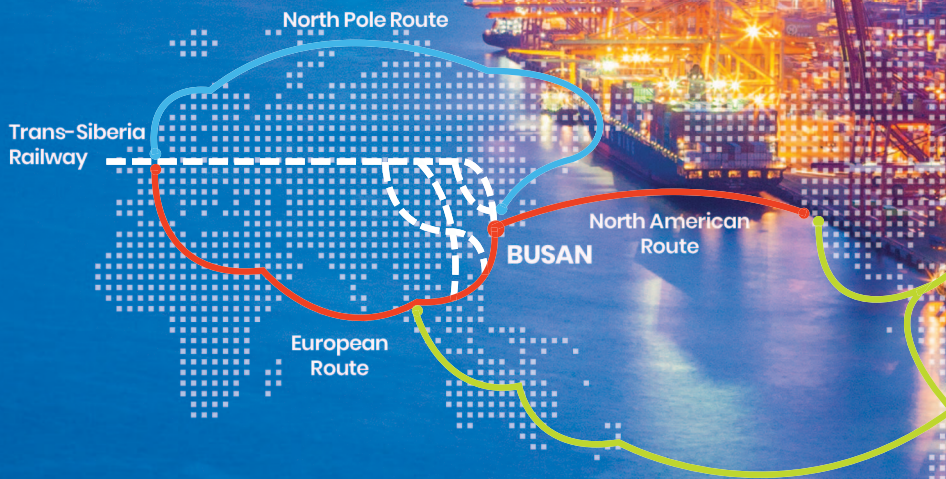 North Pole Route
Trans-Siberia
Railway
North American
Route
BUSAN
European
Route